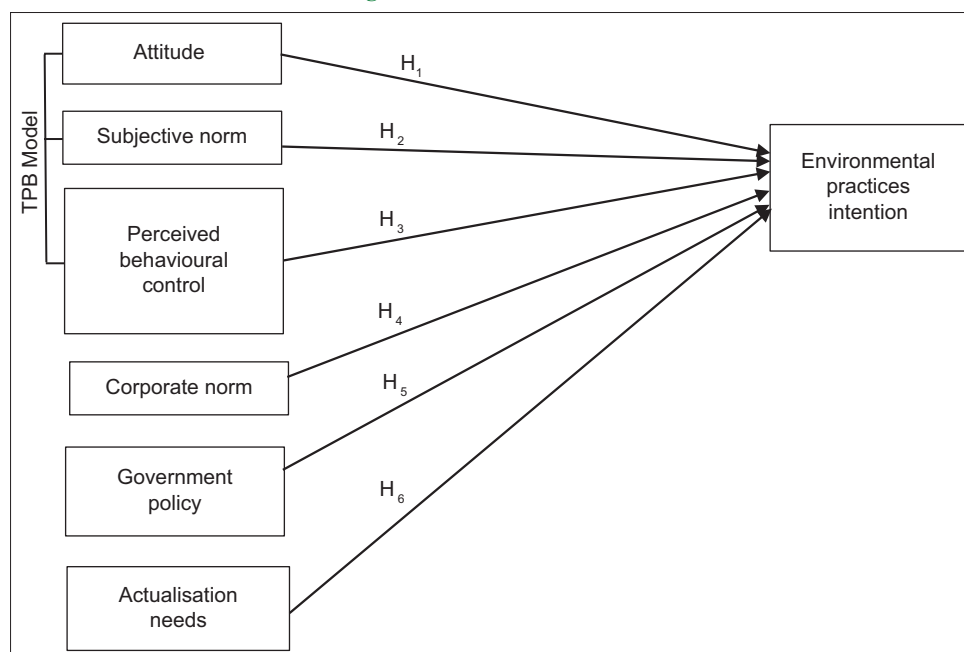 Attitude
H1
Subjective norm
H2
TPB Model
Perceived
behavioural
control
H3
Environmental
practices
intention
Corporate norm
H4
Government
policy
H5
Actualisation
needs
H6